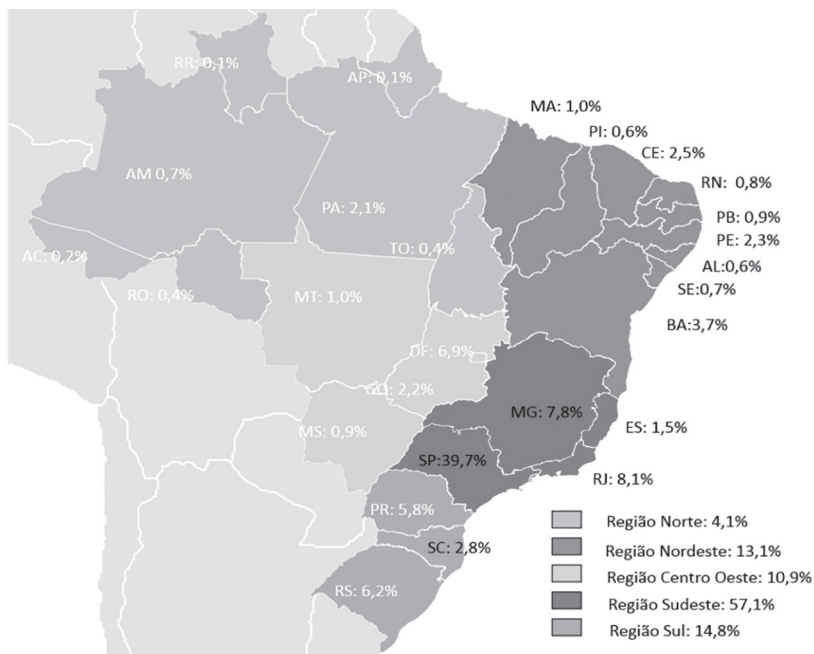 RR: 0,1%
AP: 0,1%
MA: 1,0%
PI: 0,6%
CE: 2,5%
AM 0,7%
RN: 0,8%
PA: 2,1%
PB: 0,9%
PE: 2,3%
AC: 0,2%
TO: 0,4%
AL:0,6%
SE:0,7%
RO: 0,4%
MT: 1,0%
BA:3,7%
DF: 6,9%
GO: 2,2%
MG: 7,8%
ES: 1,5%
MS: 0,9%
SP:39,7%
RJ: 8,1%
PR: 5,8%
SC: 2,8%
RS: 6,2%
Região Norte: 4,1%
Região Nordeste: 13,1%
Região Centro Oeste: 10,9%
Região Sudeste: 57,1%
Região Sul: 14,8%